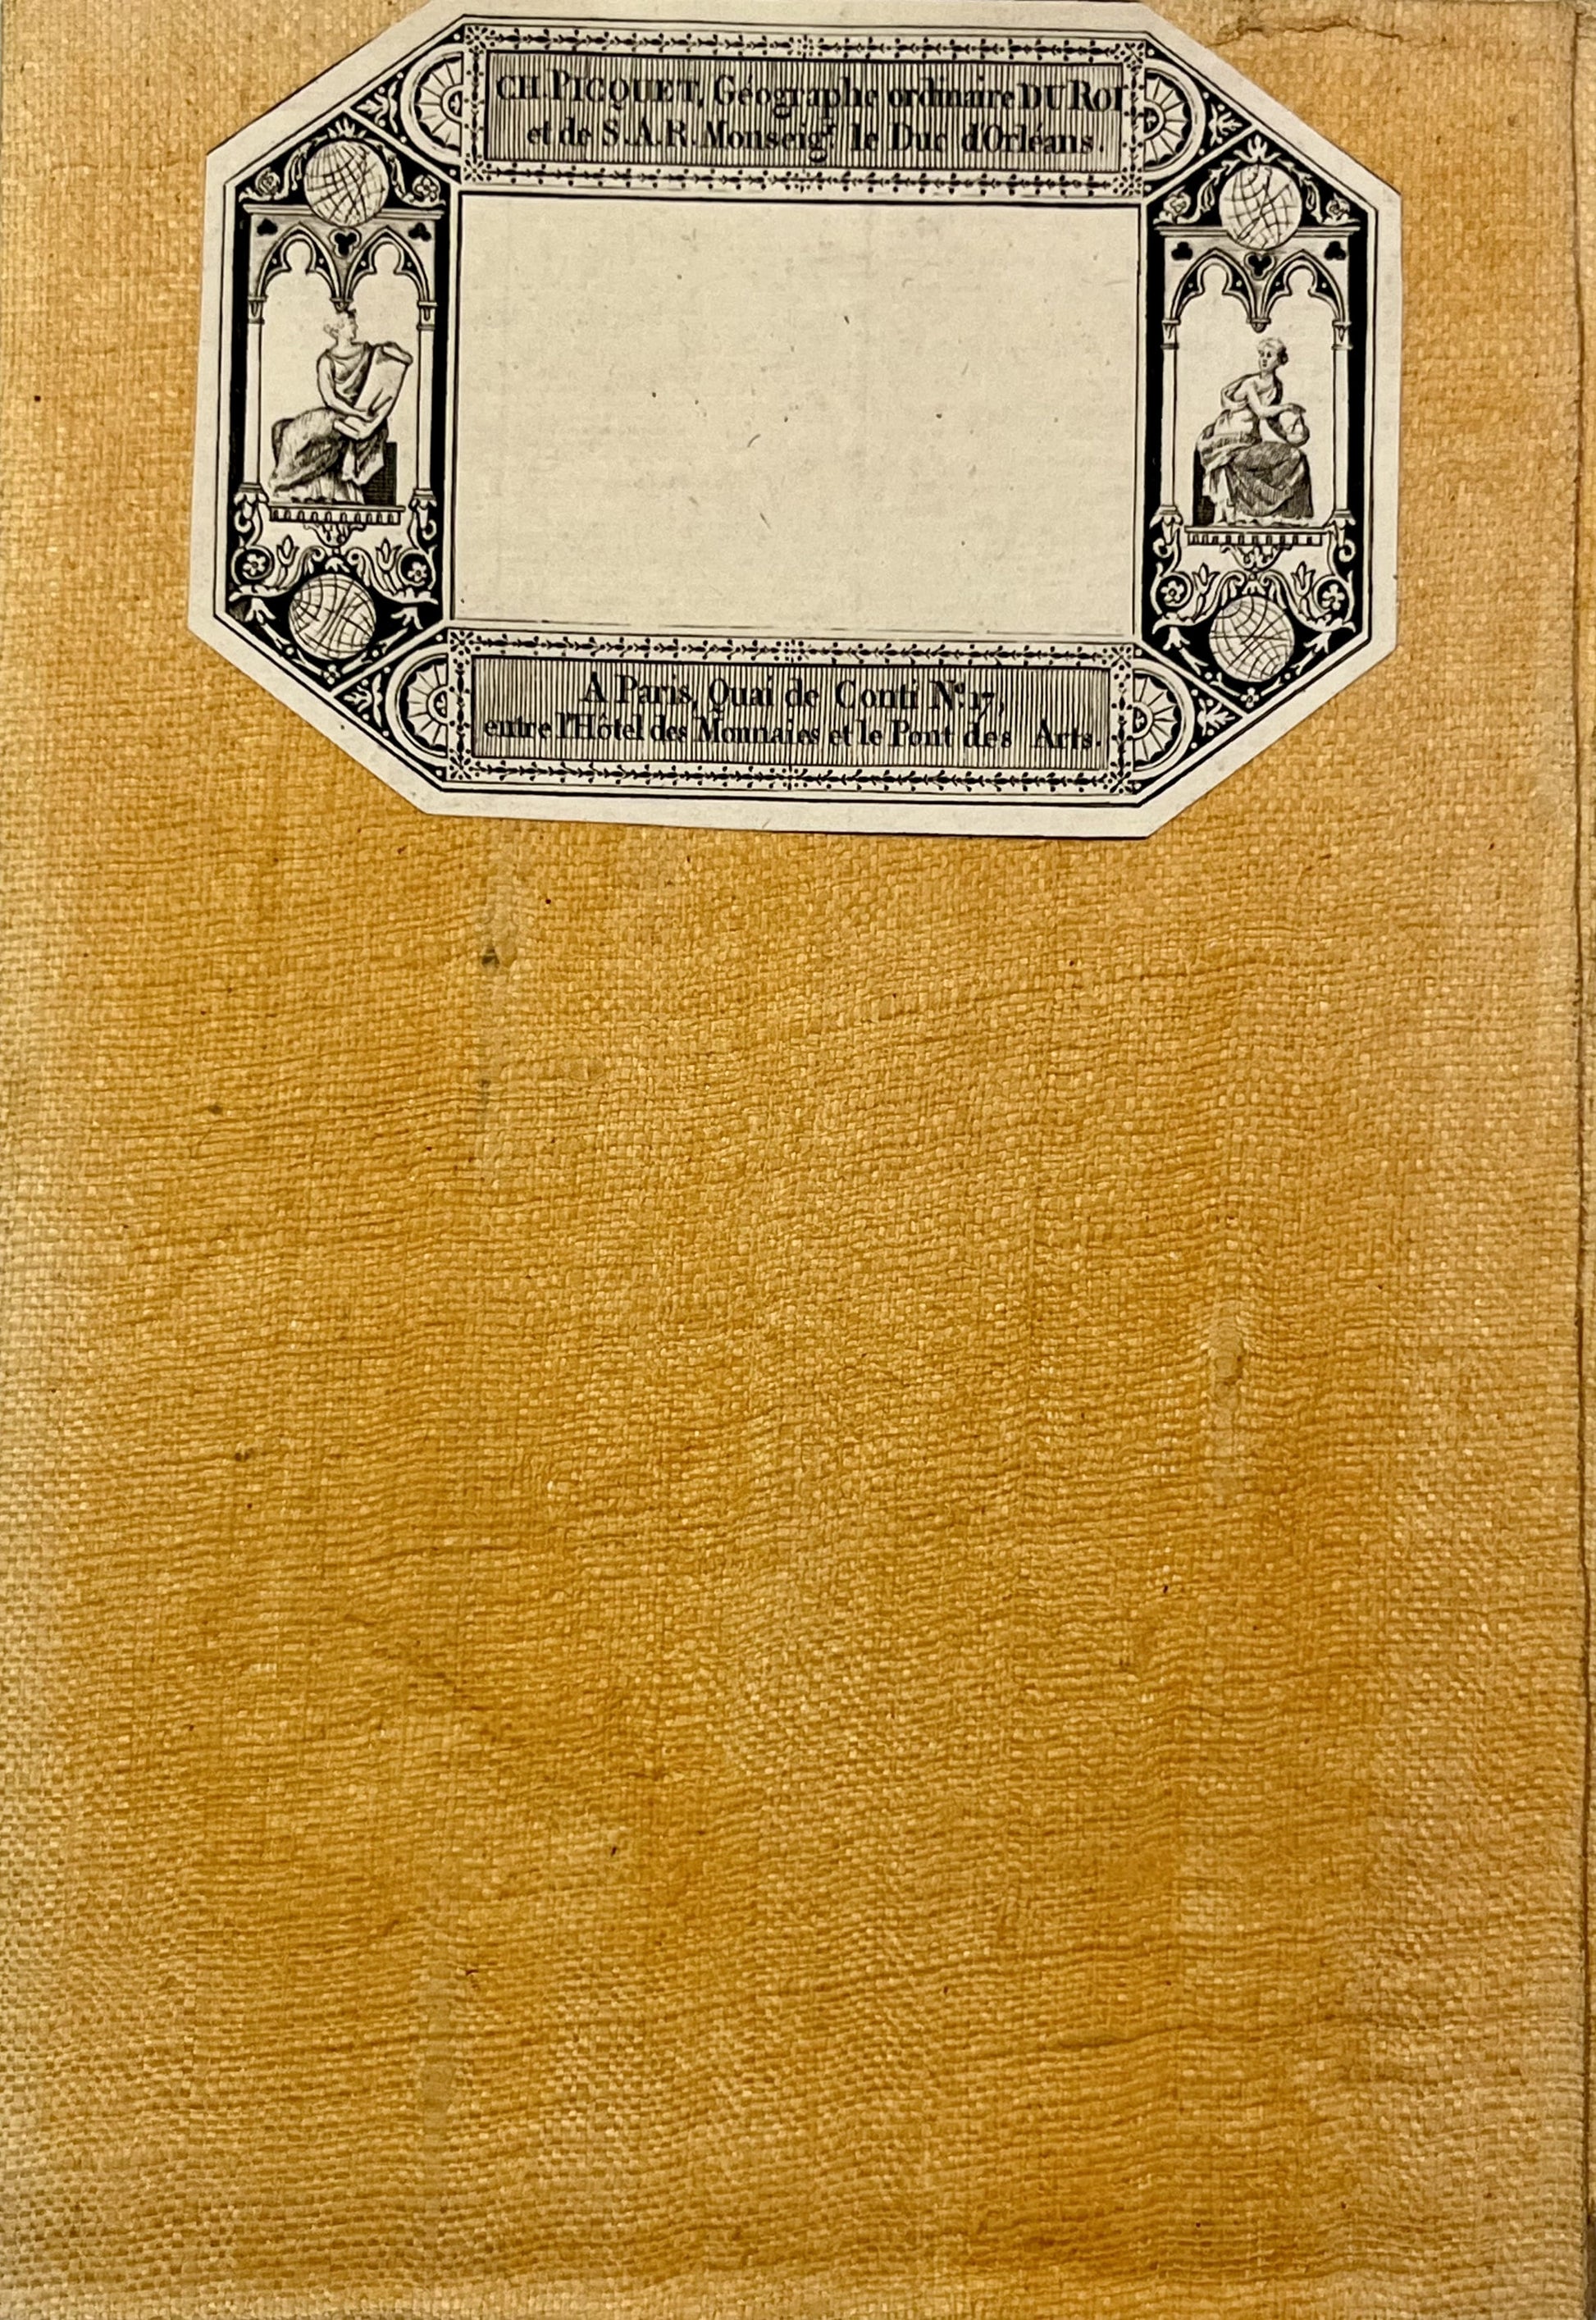 CH. PICQUET, Géographe ordinaire DU ROI
et de S.A.R. Monseigr. le Duc d'Orléans.
A Paris, Quai de Conti No. 17,
entre l'Hôtel des Monnaies et le Pont des Arts.